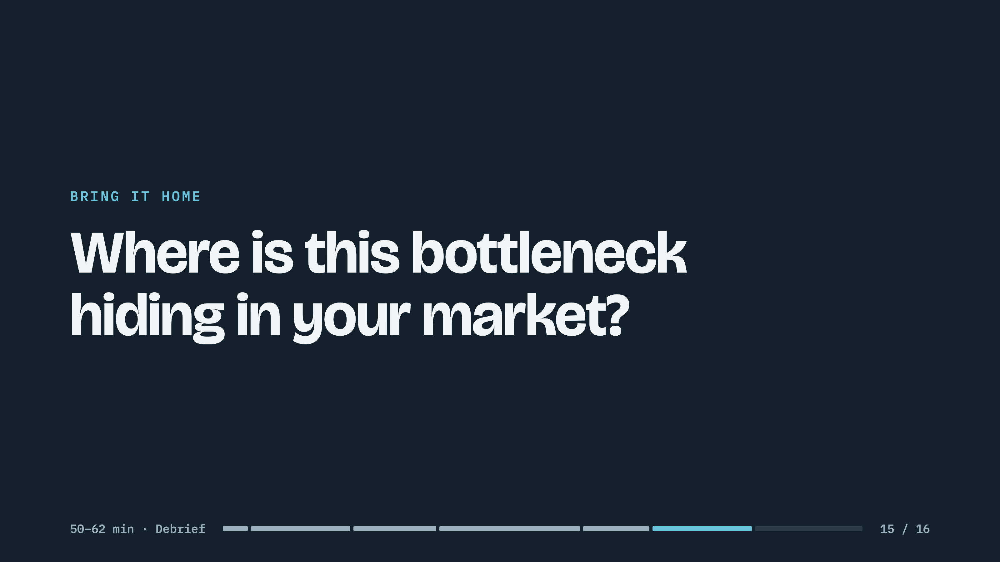 BRING IT HOME
Where is this bottleneck
hiding in your market?
50–62 min · Debrief
15 / 16